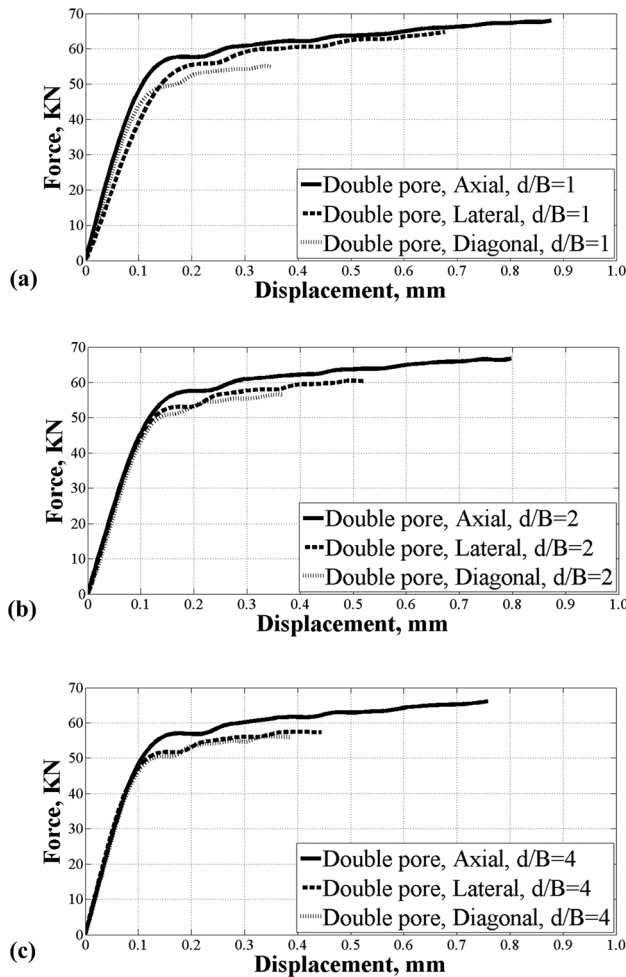 70
60
50
40
30
20
10
0
Force, KN
Double pore, Axial, d/B=1
Double pore, Lateral, d/B=1
Double pore, Diagonal, d/B=1
0 0.1 0.2 0.3 0.4 0.5 0.6 0.7 0.8 0.9 1.0
(a)
Displacement, mm
70
60
50
40
30
20
10
0
Force, KN
Double pore, Axial, d/B=2
Double pore, Lateral, d/B=2
Double pore, Diagonal, d/B=2
0 0.1 0.2 0.3 0.4 0.5 0.6 0.7 0.8 0.9 1.0
(b)
Displacement, mm
70
60
50
40
30
20
10
0
Force, KN
Double pore, Axial, d/B=4
Double pore, Lateral, d/B=4
Double pore, Diagonal, d/B=4
0 0.1 0.2 0.3 0.4 0.5 0.6 0.7 0.8 0.9 1.0
(c)
Displacement, mm